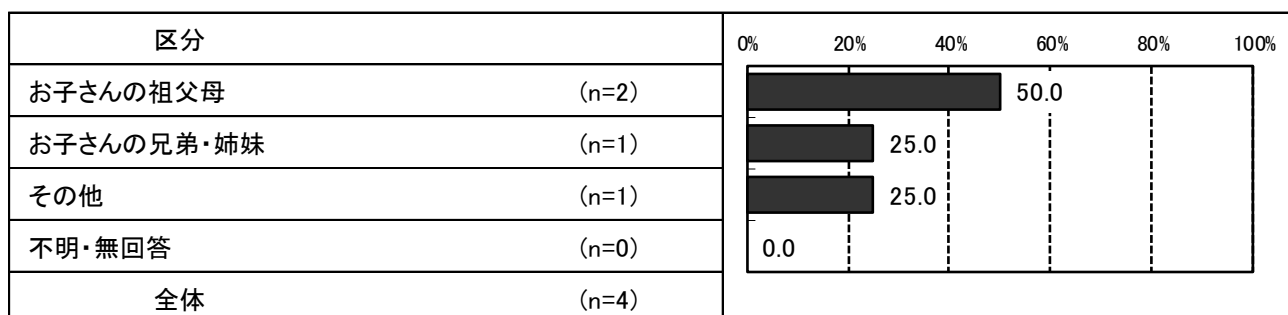 区分
0% 20% 40% 60% 80% 100%
お子さんの祖父母 (n=2) 50.0
お子さんの兄弟・姉妹 (n=1) 25.0
その他 (n=1) 25.0
不明・無回答 (n=0) 0.0
全体 (n=4)